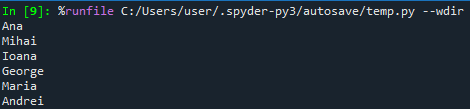 In [9]: %runfile C:/Users/user/.spyder-py3/autosave/temp.py --wdir
Ana
Mihai
Ioana
George
Maria
Andrei